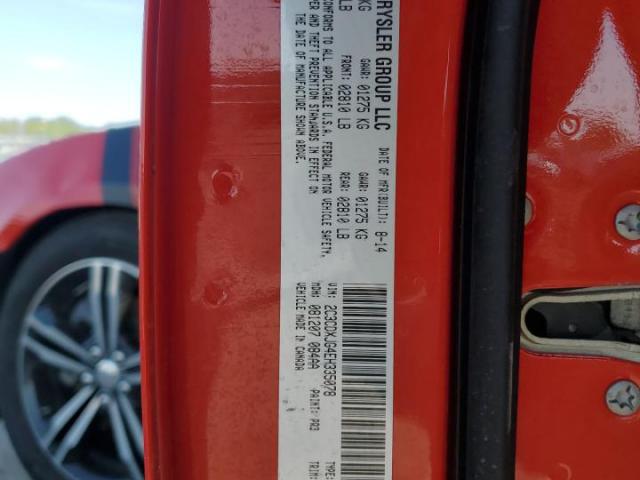 RYSLER GROUP LLC
DATE OF MFR(BUILT): 8-14
KG GAWR: 01275 KG GAWR: 01275 KG
LB FRONT: 02810 LB REAR: 02810 LB
CONFORMS TO ALL APPLICABLE U.S.A. FEDERAL MOTOR VEHICLE SAFETY,
PER AND THEFT PREVENTION STANDARDS IN EFFECT ON
THE DATE OF MANUFACTURE SHOWN ABOVE.
VIN: 2C3CDXJG4EH335078 TYPE:
MDH: 081207 084AA PAINT: PR3 TRIM:
VEHICLE MADE IN CANADA